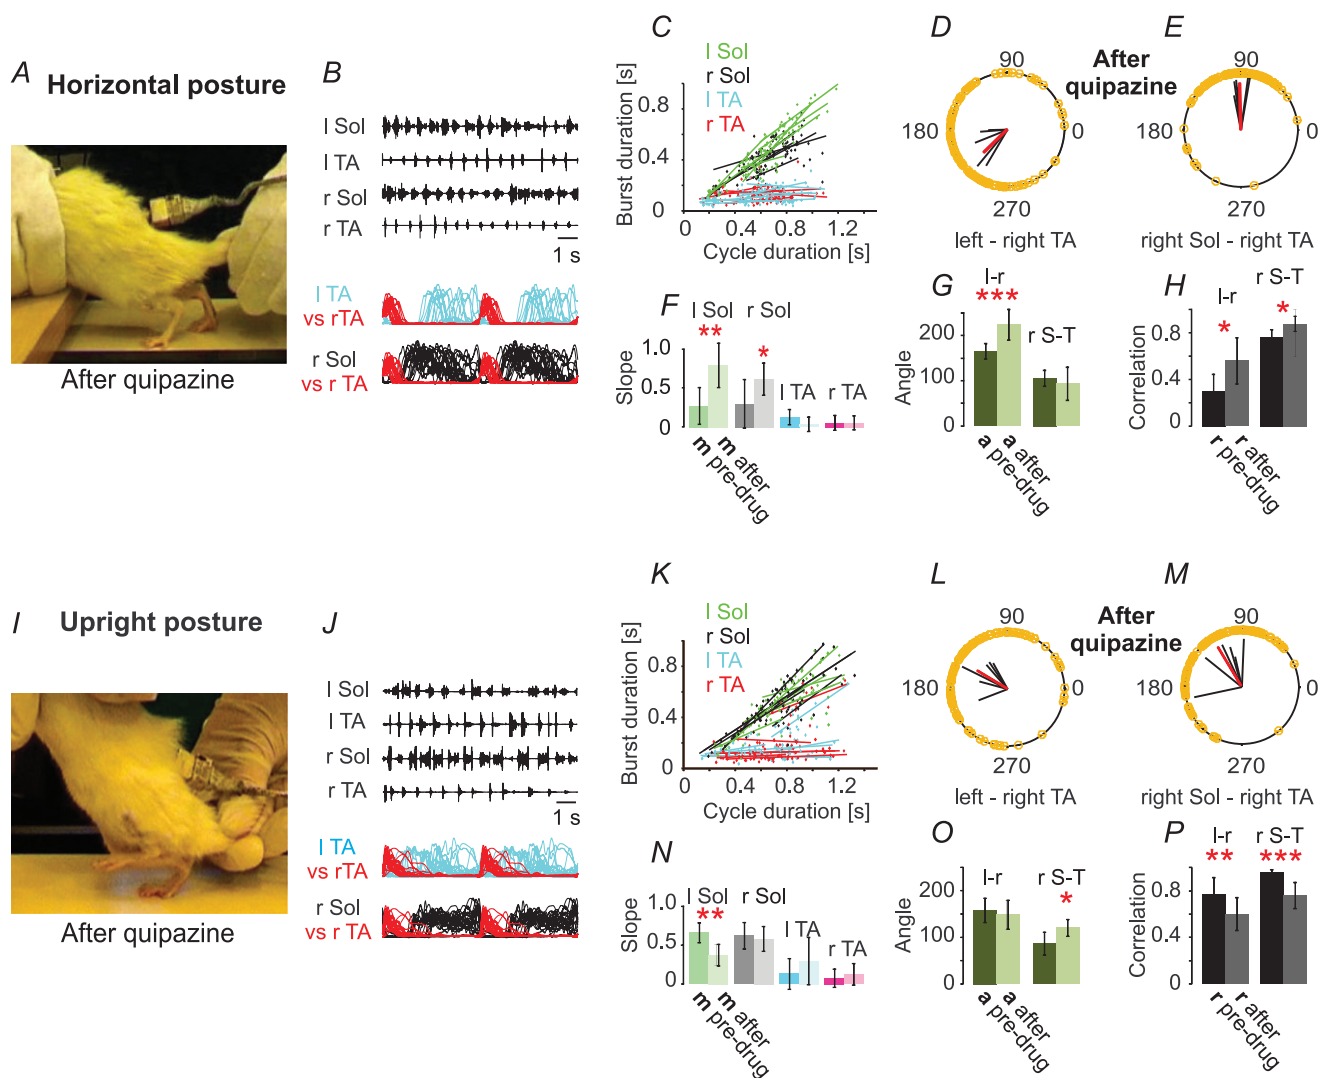 A Horizontal posture
After quipazine
B
l Sol
l TA
r Sol
r TA
1 s
l TA
vs rTA
r Sol
vs r TA
C
l Sol
r Sol
l TA
r TA
Burst duration [s]
0.8
0.4
0
0 0.4 0.8 1.2
Cycle duration [s]
D
90
180
0
270
left - right TA
After
quipazine
E
90
180
0
270
right Sol - right TA
F
l Sol
r Sol
l TA
r TA
**
*
Slope
1.0
0.5
0
m pre-drug
m after
G
l-r
***
r S-T
Angle
200
100
0
a pre-drug
a after
H
l-r
*
r S-T
*
Correlation
0.8
0.4
0
r pre-drug
r after
I Upright posture
After quipazine
J
l Sol
l TA
r Sol
r TA
1 s
l TA
vs rTA
r Sol
vs r TA
K
l Sol
r Sol
l TA
r TA
Burst duration [s]
0.8
0.4
0
0 0.4 0.8 1.2
Cycle duration [s]
L
90
180
0
270
left - right TA
After
quipazine
M
90
180
0
270
right Sol - right TA
N
l Sol
**
r Sol
l TA
r TA
Slope
1.0
0.5
0
m pre-drug
m after
O
l-r
r S-T
*
Angle
200
100
0
a pre-drug
a after
P
l-r
**
r S-T
***
Correlation
0.8
0.4
0
r pre-drug
r after